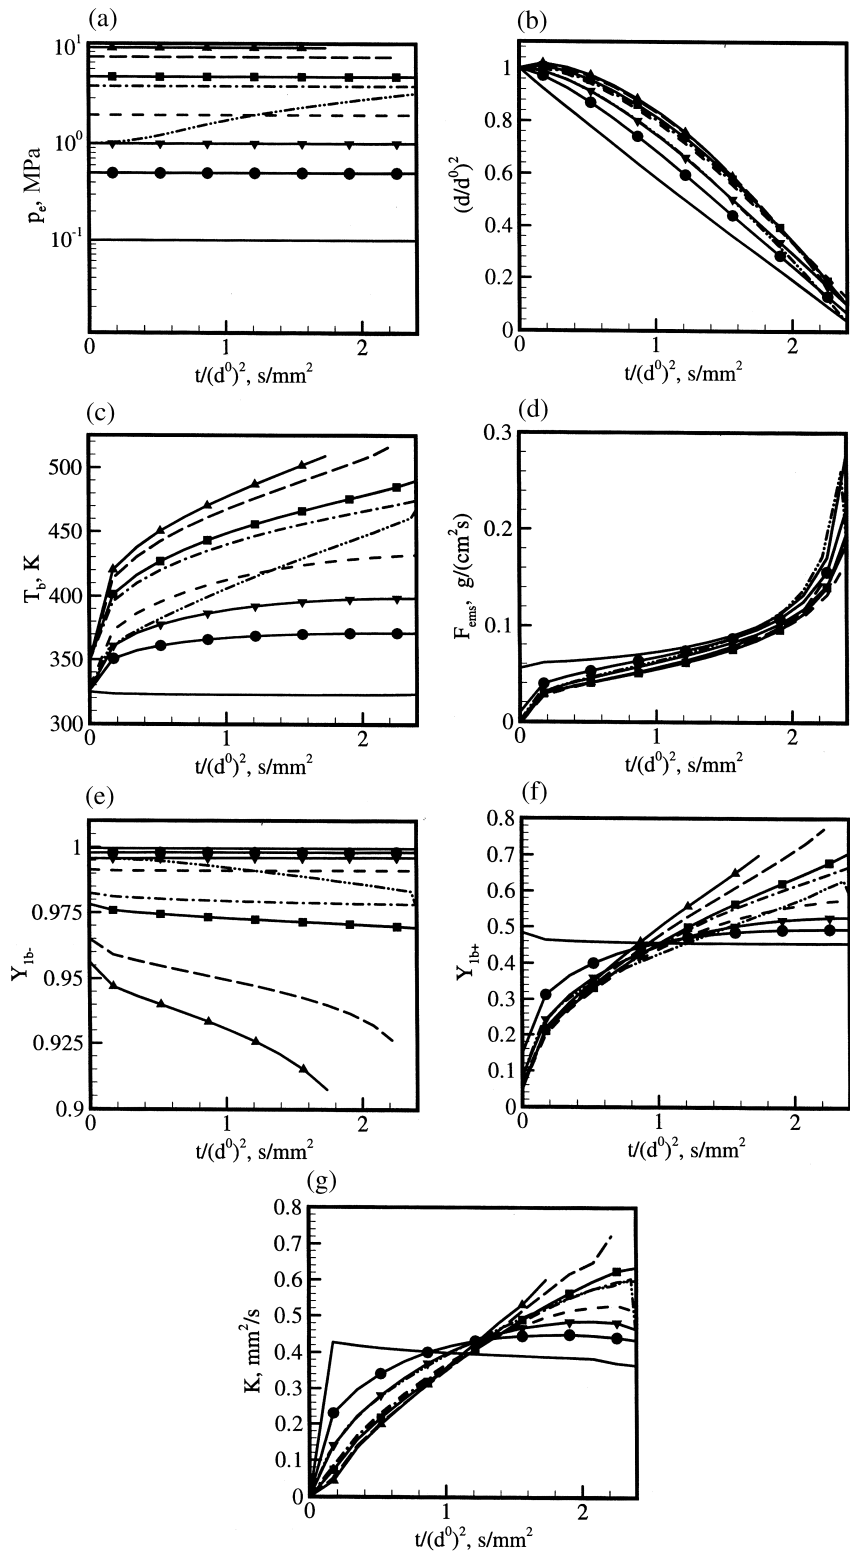 (a)
10¹
10⁰
10⁻¹
pₑ, MPa
0 1 2
t/(d⁰)², s/mm²
(b)
1
0.8
0.6
0.4
0.2
0
(d/d⁰)²
0 1 2
t/(d⁰)², s/mm²
(c)
500
450
400
350
300
T_b, K
0 1 2
t/(d⁰)², s/mm²
(d)
0.3
0.2
0.1
0
F_ems, g/(cm²s)
0 1 2
t/(d⁰)², s/mm²
(e)
1
0.975
0.95
0.925
0.9
Y_1b-
0 1 2
t/(d⁰)², s/mm²
(f)
0.8
0.7
0.6
0.5
0.4
0.3
0.2
0.1
0
Y_1b+
0 1 2
t/(d⁰)², s/mm²
(g)
0.8
0.7
0.6
0.5
0.4
0.3
0.2
0.1
0
K, mm²/s
0 1 2
t/(d⁰)², s/mm²